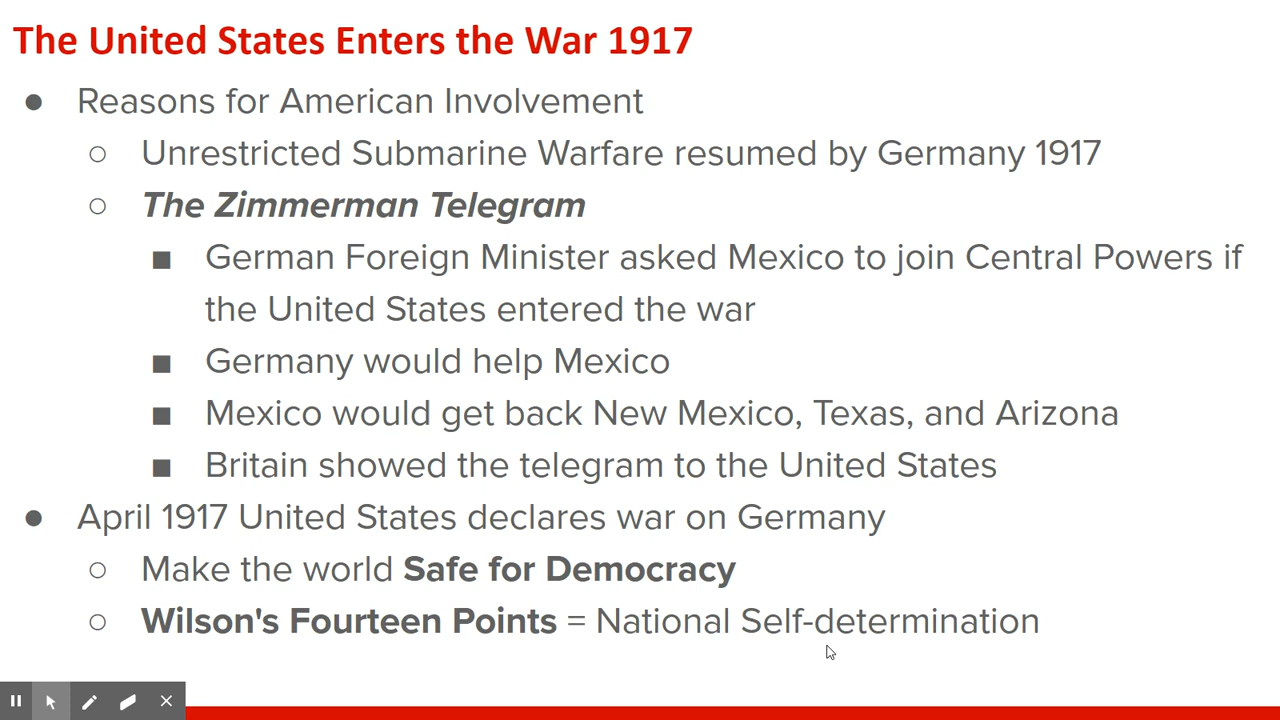 The United States Enters the War 1917
● Reasons for American Involvement
○ Unrestricted Submarine Warfare resumed by Germany 1917
○ The Zimmerman Telegram
■ German Foreign Minister asked Mexico to join Central Powers if
the United States entered the war
■ Germany would help Mexico
■ Mexico would get back New Mexico, Texas, and Arizona
■ Britain showed the telegram to the United States
● April 1917 United States declares war on Germany
○ Make the world Safe for Democracy
○ Wilson's Fourteen Points = National Self-determination